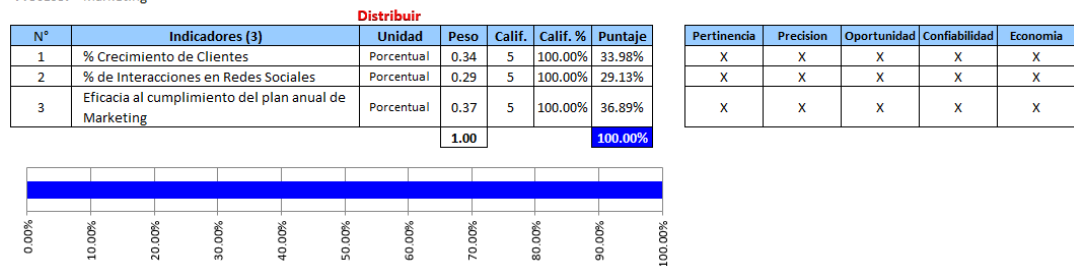 Distribuir
N° Indicadores (3) Unidad Peso Calif. Calif. % Puntaje Pertinencia Precision Oportunidad Confiabilidad Economia
1 % Crecimiento de Clientes Porcentual 0.34 5 100.00% 33.98% X X X X X
2 % de Interacciones en Redes Sociales Porcentual 0.29 5 100.00% 29.13% X X X X X
3 Eficacia al cumplimiento del plan anual de Marketing Porcentual 0.37 5 100.00% 36.89% X X X X X
1.00 100.00%
0.00% 10.00% 20.00% 30.00% 40.00% 50.00% 60.00% 70.00% 80.00% 90.00% 100.00%